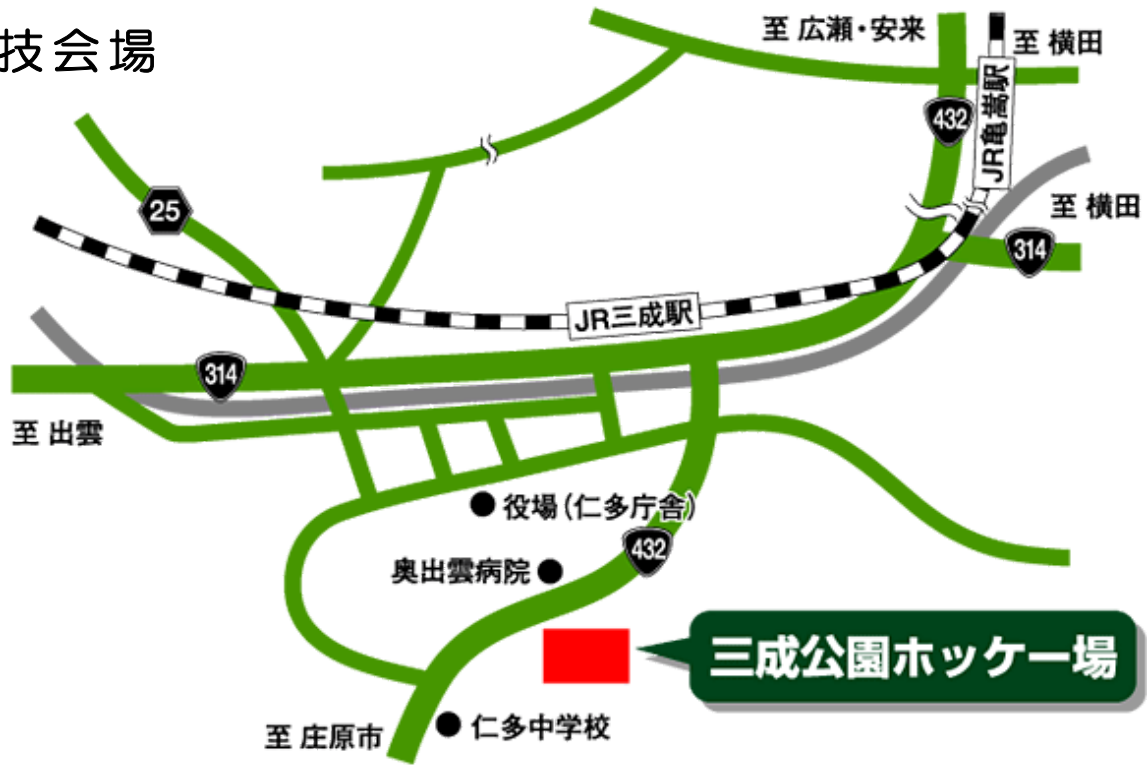 技会場
至 広瀬・安来
至 横田
432
JR亀嵩駅
25
至 横田
314
JR三成駅
314
至 出雲
役場(仁多庁舎)
432
奥出雲病院
三成公園ホッケー場
至 庄原市
仁多中学校